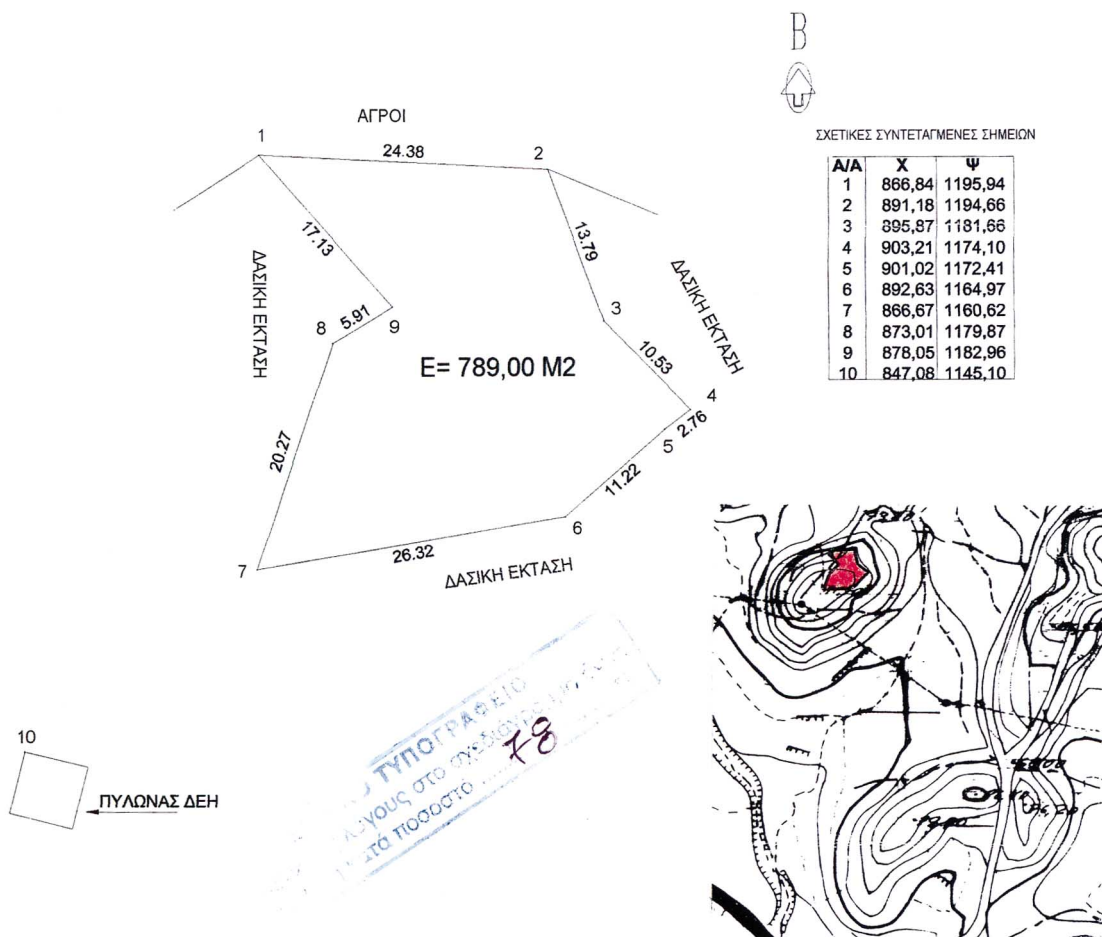 Β
ΑΓΡΟΙ
1
24.38
2
17.13
13.79
ΔΑΣΙΚΗ ΕΚΤΑΣΗ
ΔΑΣΙΚΗ ΕΚΤΑΣΗ
3
8
5.91
9
E= 789,00 M2
10.53
4
2.76
5
20.27
11.22
6
7
26.32
ΔΑΣΙΚΗ ΕΚΤΑΣΗ
10
ΠΥΛΩΝΑΣ ΔΕΗ
ΣΧΕΤΙΚΕΣ ΣΥΝΤΕΤΑΓΜΕΝΕΣ ΣΗΜΕΙΩΝ
Α/Α Χ Ψ
1 866,84 1195,94
2 891,18 1194,66
3 895,87 1181,66
4 903,21 1174,10
5 901,02 1172,41
6 892,63 1164,97
7 866,67 1160,62
8 873,01 1179,87
9 878,05 1182,96
10 847,08 1145,10
ΤΥΠΟΓΡΑΦΕΙΟ
στο
κατά ποσοστό 78